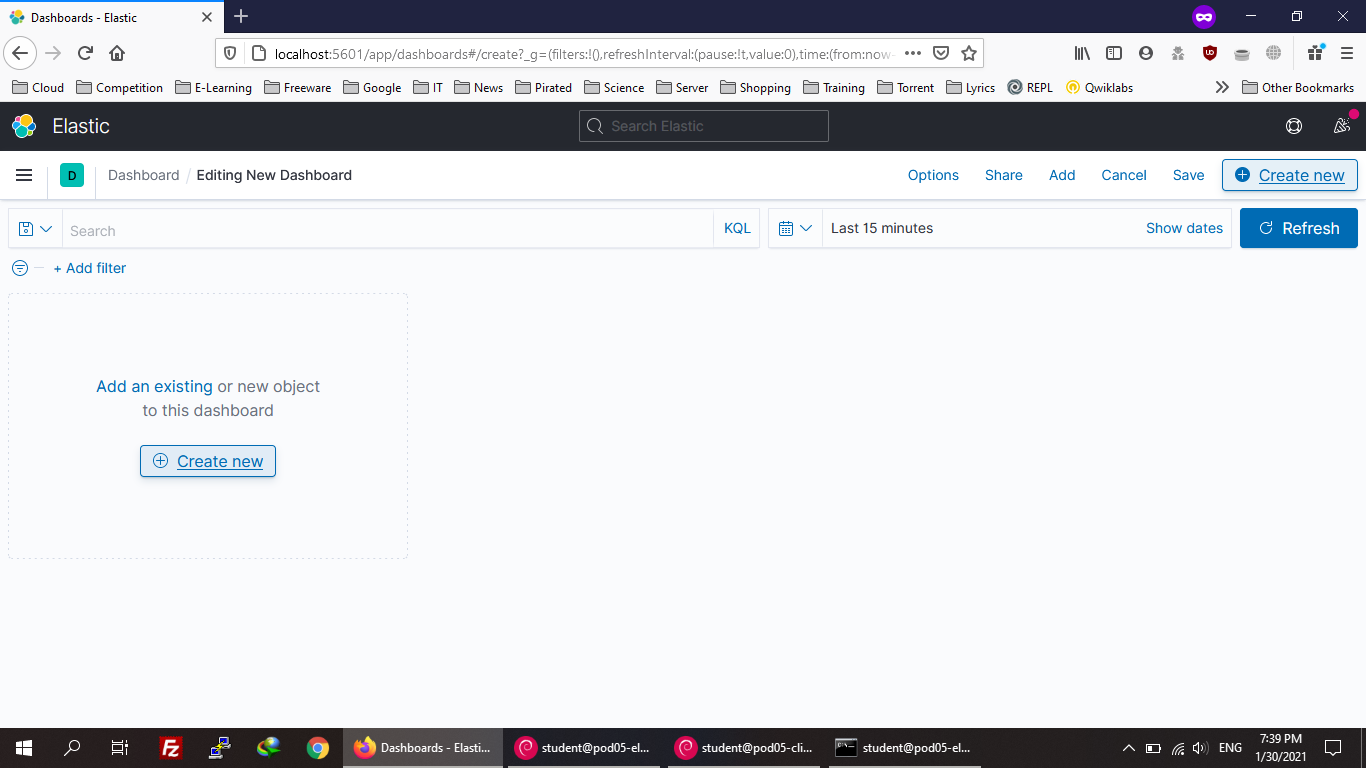 Dashboards - Elastic
localhost:5601/app/dashboards#/create?_g=(filters:!(),refreshInterval:(pause:!t,value:0),time:(from:now-
Cloud Competition E-Learning Freeware Google IT News Pirated Science Server Shopping Training Torrent Lyrics REPL Qwiklabs Other Bookmarks
Elastic Search Elastic
D Dashboard / Editing New Dashboard Options Share Add Cancel Save Create new
Search KQL Last 15 minutes Show dates Refresh
+ Add filter
Add an existing or new object
to this dashboard
Create new
Dashboards - Elasti... student@pod05-el... student@pod05-cli... student@pod05-el... ENG 7:39 PM
1/30/2021